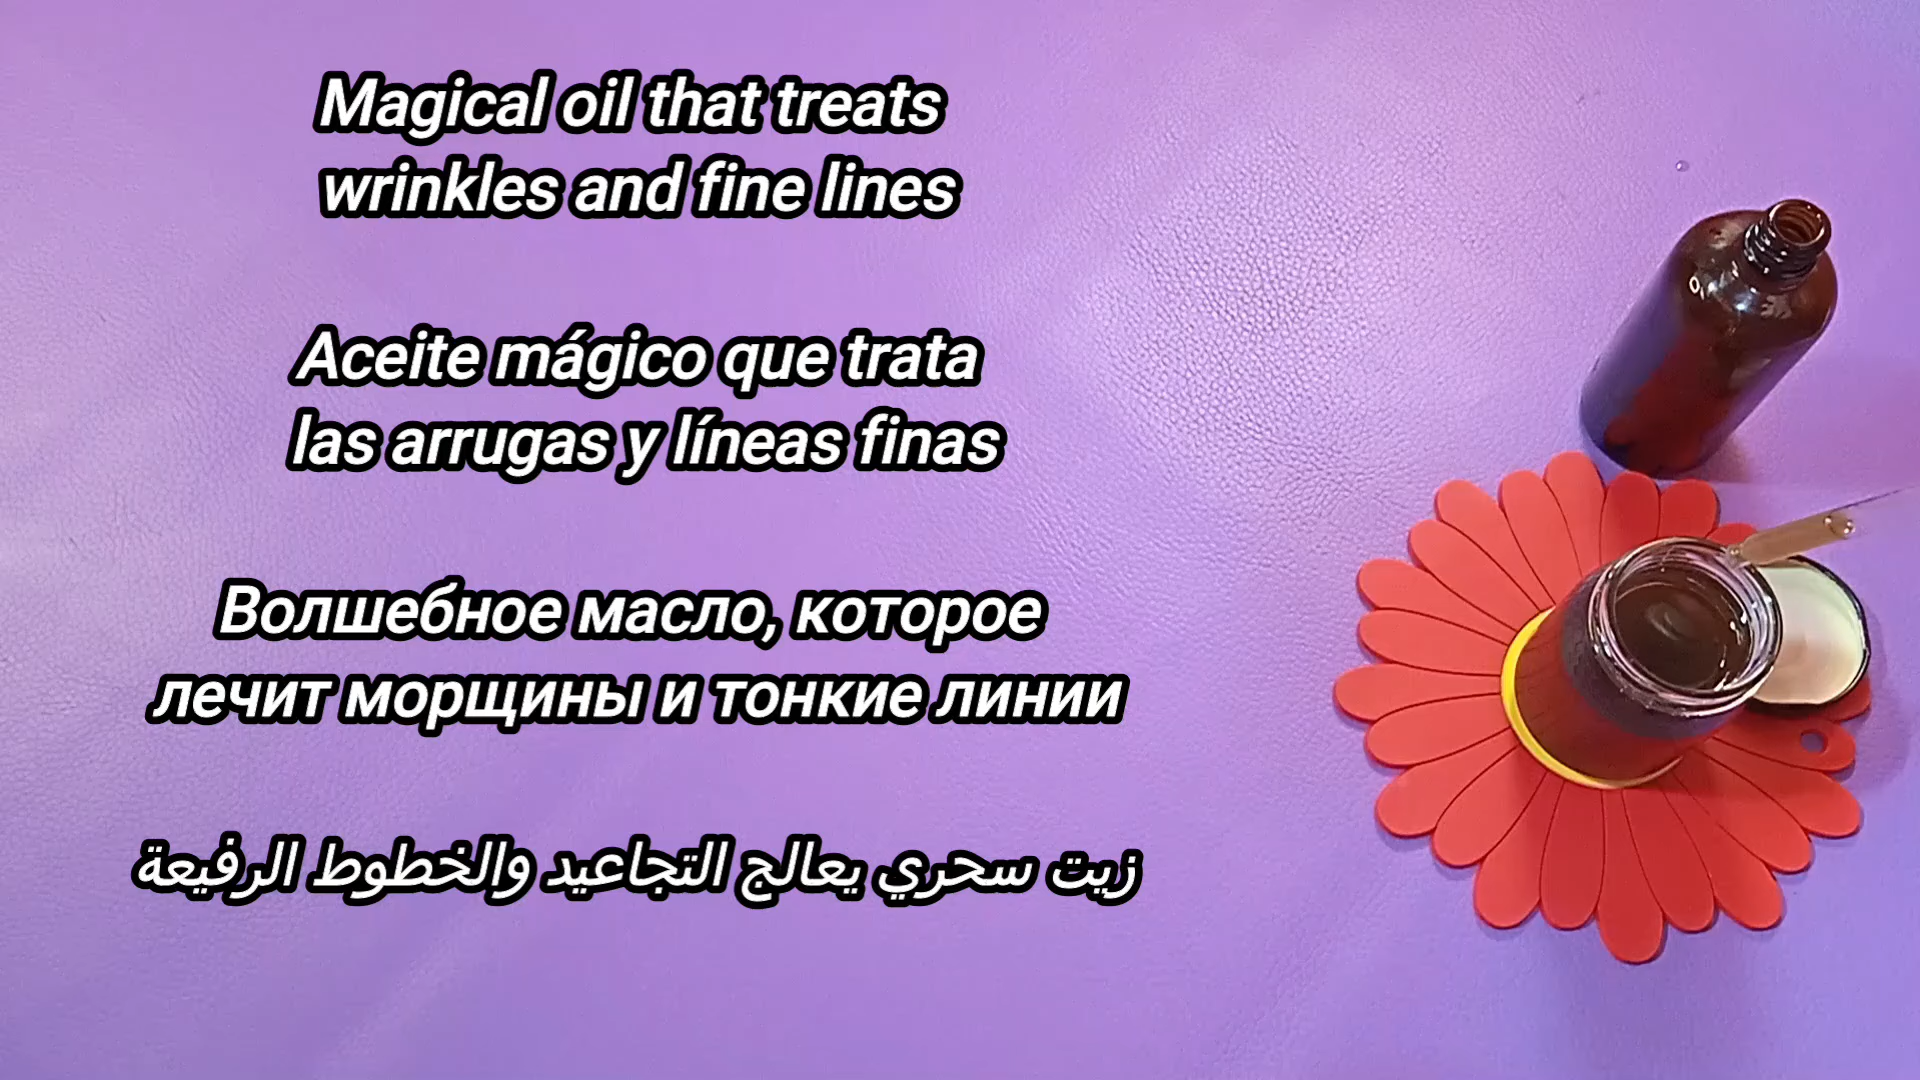 Magical oil that treats
wrinkles and fine lines
Aceite mágico que trata
las arrugas y líneas finas
Волшебное масло, которое
лечит морщины и тонкие линии
زيت سحري يعالج التجاعيد والخطوط الرفيعة